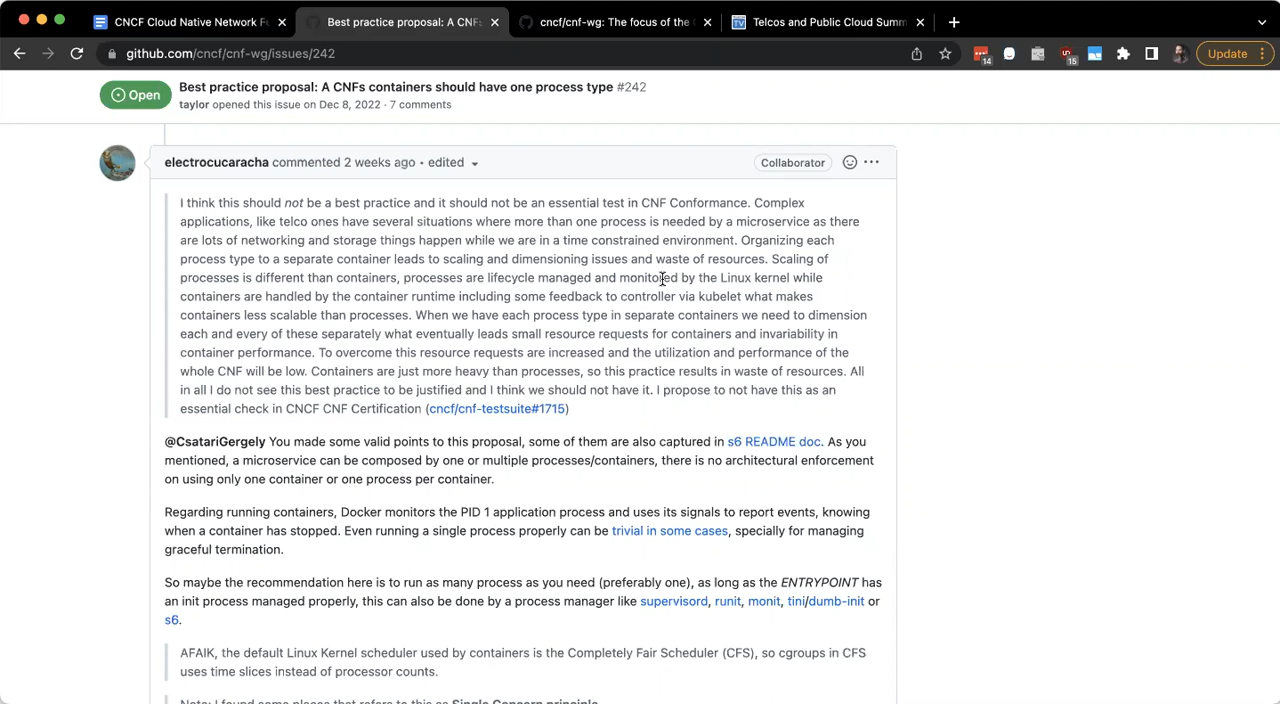 CNCF Cloud Native Network Fu
Best practice proposal: A CNFs
cncf/cnf-wg: The focus of the
Telcos and Public Cloud Summ
github.com/cncf/cnf-wg/issues/242
14
15
Update
Open
Best practice proposal: A CNFs containers should have one process type #242
taylor opened this issue on Dec 8, 2022 · 7 comments
electrocucaracha commented 2 weeks ago • edited
Collaborator
I think this should not be a best practice and it should not be an essential test in CNF Conformance. Complex
applications, like telco ones have several situations where more than one process is needed by a microservice as there
are lots of networking and storage things happen while we are in a time constrained environment. Organizing each
process type to a separate container leads to scaling and dimensioning issues and waste of resources. Scaling of
processes is different than containers, processes are lifecycle managed and monitored by the Linux kernel while
containers are handled by the container runtime including some feedback to controller via kubelet what makes
containers less scalable than processes. When we have each process type in separate containers we need to dimension
each and every of these separately what eventually leads small resource requests for containers and invariability in
container performance. To overcome this resource requests are increased and the utilization and performance of the
whole CNF will be low. Containers are just more heavy than processes, so this practice results in waste of resources. All
in all I do not see this best practice to be justified and I think we should not have it. I propose to not have this as an
essential check in CNCF CNF Certification (cncf/cnf-testsuite#1715)
@CsatariGergely You made some valid points to this proposal, some of them are also captured in s6 README doc. As you
mentioned, a microservice can be composed by one or multiple processes/containers, there is no architectural enforcement
on using only one container or one process per container.
Regarding running containers, Docker monitors the PID 1 application process and uses its signals to report events, knowing
when a container has stopped. Even running a single process properly can be trivial in some cases, specially for managing
graceful termination.
So maybe the recommendation here is to run as many process as you need (preferably one), as long as the ENTRYPOINT has
an init process managed properly, this can also be done by a process manager like supervisord, runit, monit, tini/dumb-init or
s6.
AFAIK, the default Linux Kernel scheduler used by containers is the Completely Fair Scheduler (CFS), so cgroups in CFS
uses time slices instead of processor counts.
Note: I found some places that refers to this as Single Concern principle